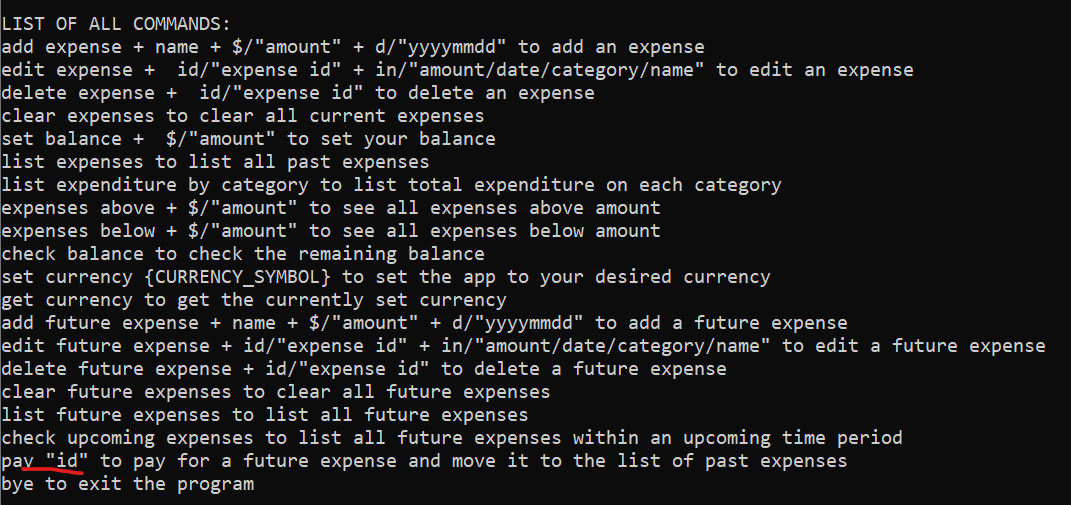 LIST OF ALL COMMANDS:
add expense + name + $/"amount" + d/"yyyymmdd" to add an expense
edit expense +  id/"expense id" + in/"amount/date/category/name" to edit an expense
delete expense +  id/"expense id" to delete an expense
clear expenses to clear all current expenses
set balance +  $/"amount" to set your balance
list expenses to list all past expenses
list expenditure by category to list total expenditure on each category
expenses above + $/"amount" to see all expenses above amount
expenses below + $/"amount" to see all expenses below amount
check balance to check the remaining balance
set currency {CURRENCY_SYMBOL} to set the app to your desired currency
get currency to get the currently set currency
add future expense + name + $/"amount" + d/"yyyymmdd" to add a future expense
edit future expense + id/"expense id" + in/"amount/date/category/name" to edit a future expense
delete future expense + id/"expense id" to delete a future expense
clear future expenses to clear all future expenses
list future expenses to list all future expenses
check upcoming expenses to list all future expenses within an upcoming time period
pay "id" to pay for a future expense and move it to the list of past expenses
bye to exit the program